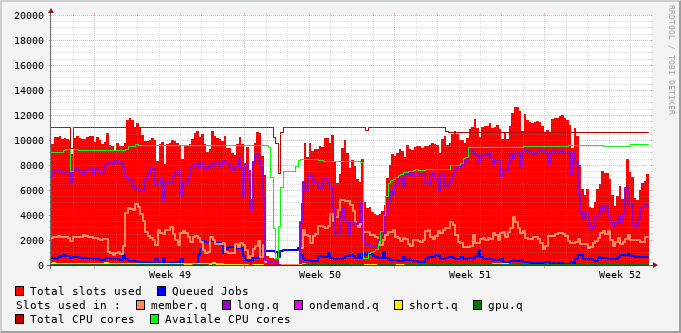 20000
18000
16000
14000
12000
10000
8000
6000
4000
2000
0
Week 49 Week 50 Week 51 Week 52
Total slots used Queued Jobs
Slots used in : member.q long.q ondemand.q short.q gpu.q
Total CPU cores Availale CPU cores
RRDTOOL / TOBI OETIKER